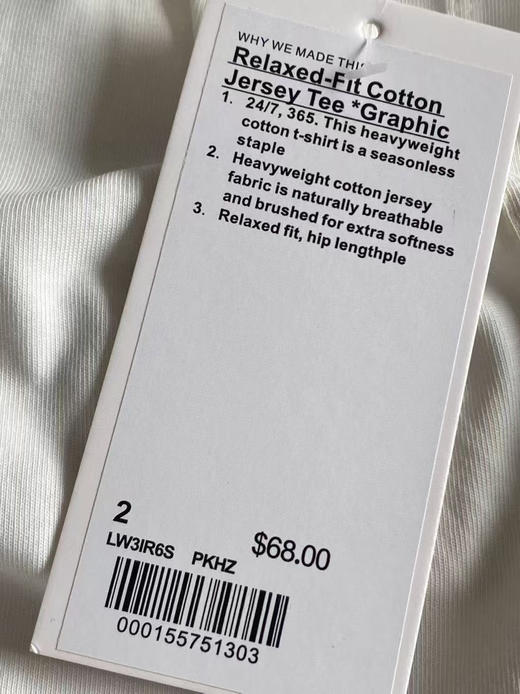 WHY WE MADE THIS
Relaxed-Fit Cotton
Jersey Tee *Graphic
1. 24/7, 365. This heavyweight
cotton t-shirt is a seasonless
staple
2. Heavyweight cotton jersey
fabric is naturally breathable
and brushed for extra softness
3. Relaxed fit, hip lengthple
2
LW3IR6S PKHZ $68.00
000155751303